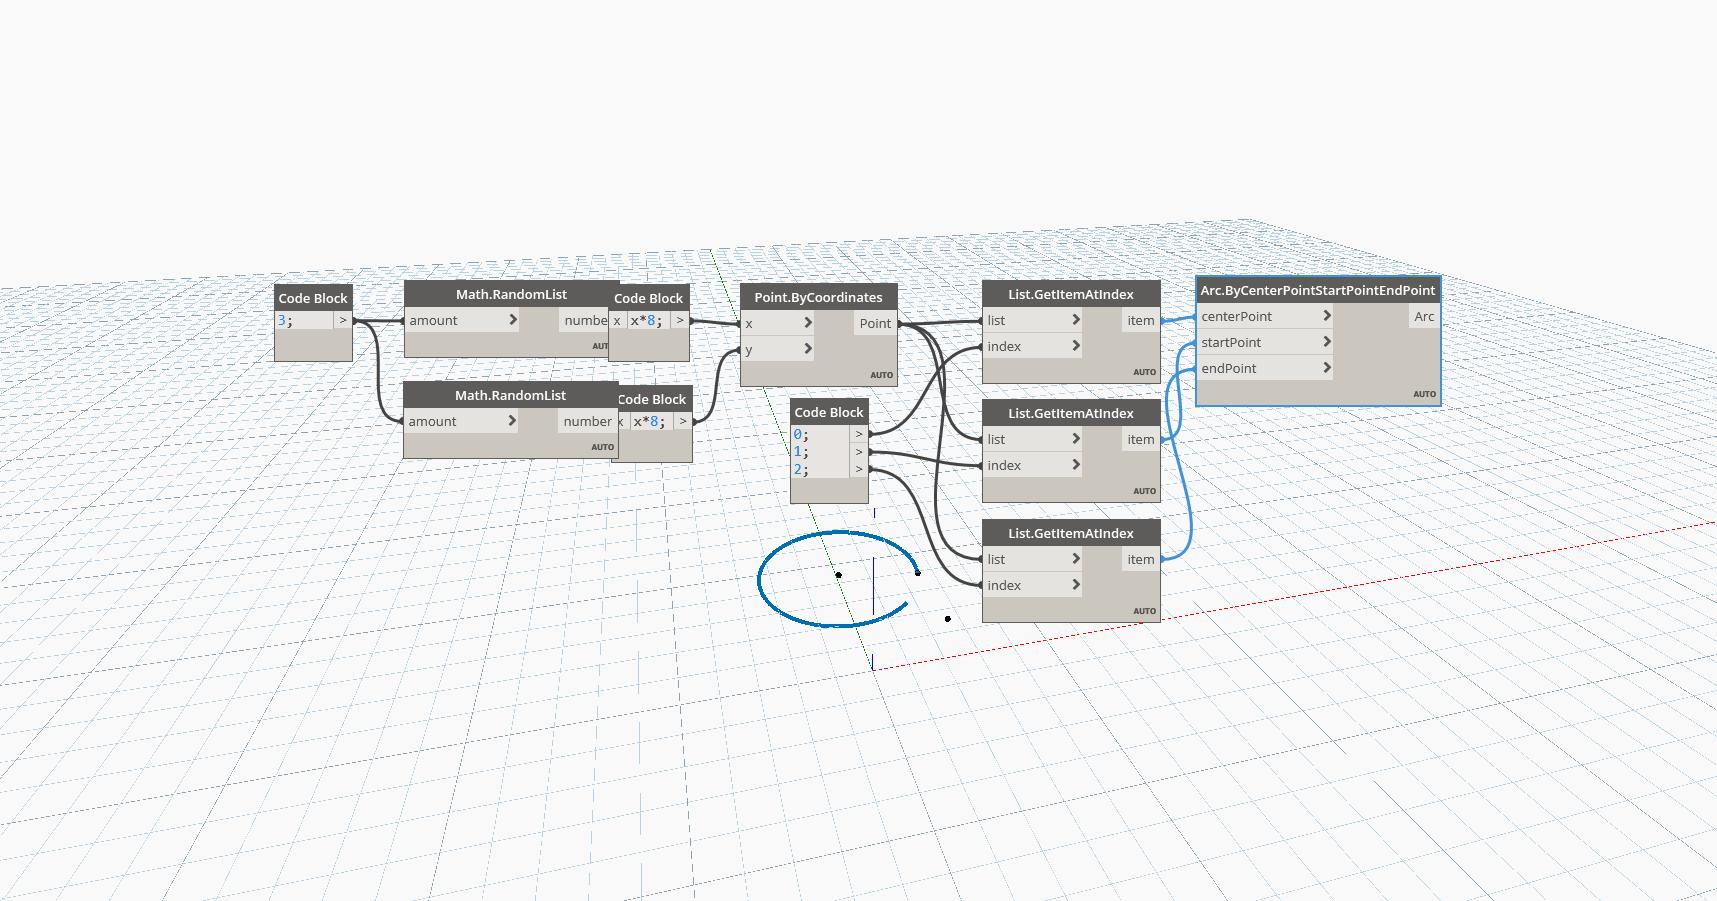 Code Block
3; >
Math.RandomList
amount > numbe
AUT
Code Block
x x*8; >
Math.RandomList
amount > number
AUTO
Code Block
x x*8; >
Point.ByCoordinates
x > Point
y >
AUTO
Code Block
0; >
1; >
2; >
List.GetItemAtIndex
list > item
index >
AUTO
List.GetItemAtIndex
list > item
index >
AUTO
List.GetItemAtIndex
list > item
index >
AUTO
Arc.ByCenterPointStartPointEndPoint
centerPoint > Arc
startPoint >
endPoint >
AUTO